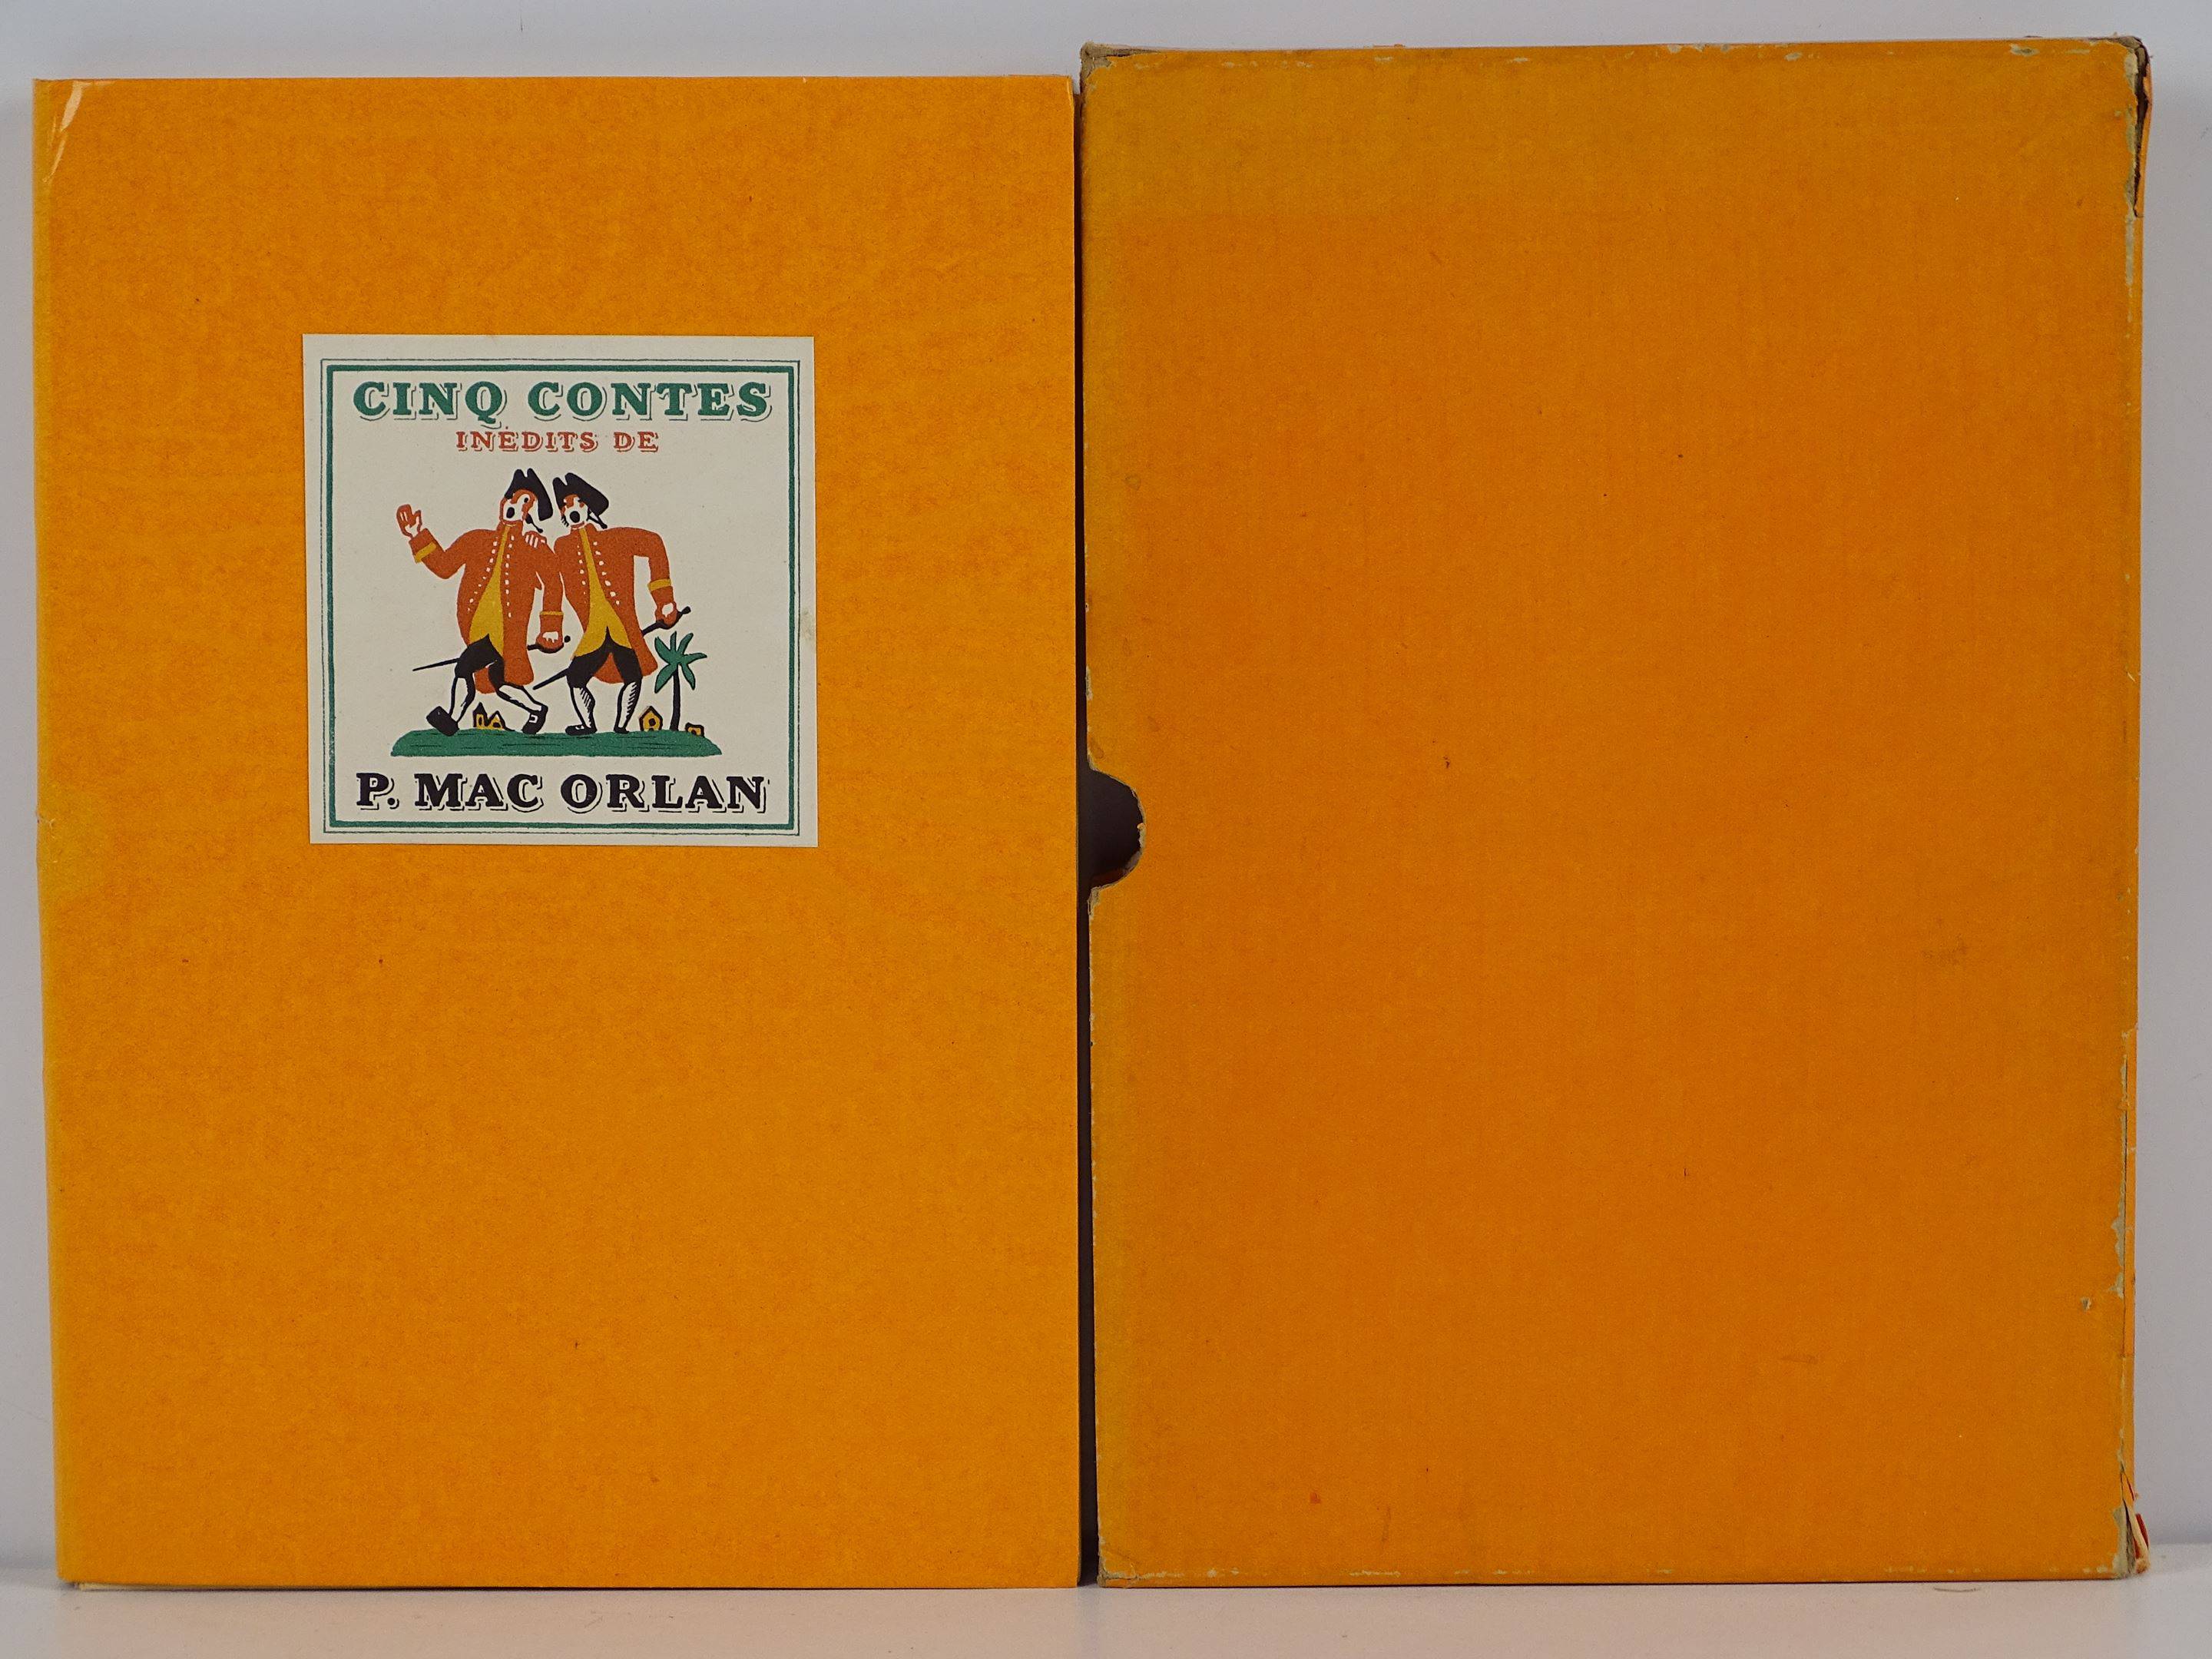 CINQ CONTES
INÉDITS DE
P. MAC ORLAN